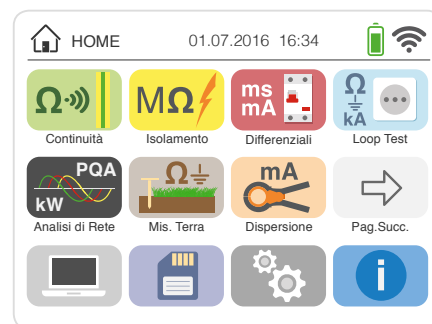 HOME 01.07.2016 16:34
Ω MΩ ms mA Ω kA
Continuità Isolamento Differenziali Loop Test
PQA kW Ω mA
Analisi di Rete Mis. Terra Dispersione Pag.Succ.
i